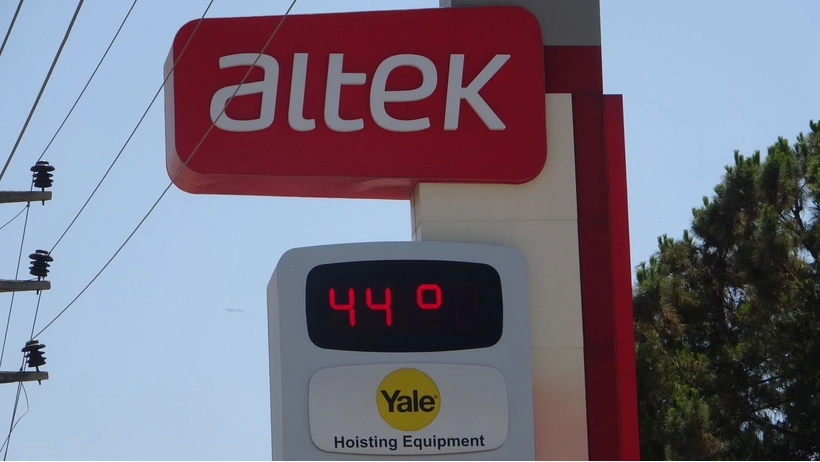 altek
44°
Yale
Hoisting Equipment